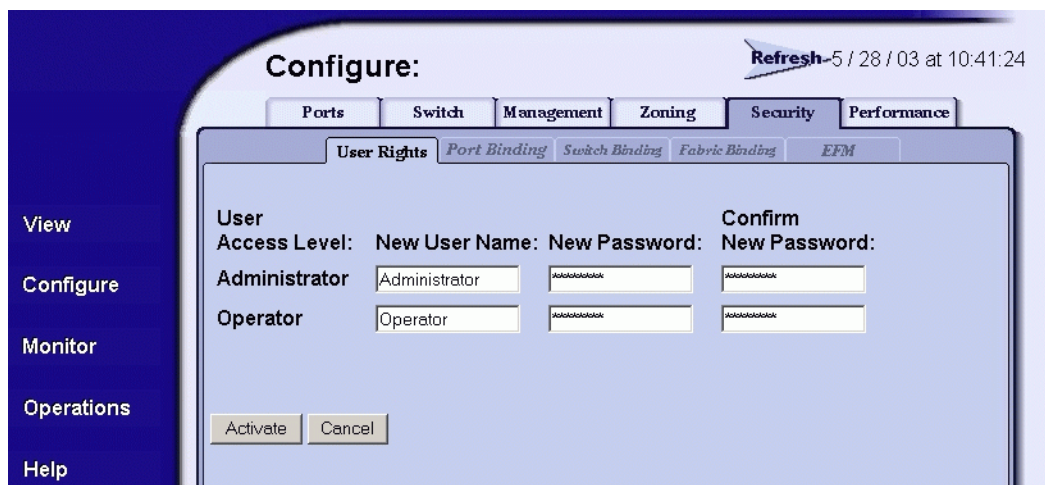 Configure:
Refresh 5 / 28 / 03 at 10:41:24
Ports Switch Management Zoning Security Performance
User Rights Port Binding Switch Binding Fabric Binding EFM
View
Configure
Monitor
Operations
Help
User Access Level: New User Name: New Password: Confirm New Password:
Administrator Administrator ********** **********
Operator Operator ********** **********
Activate Cancel